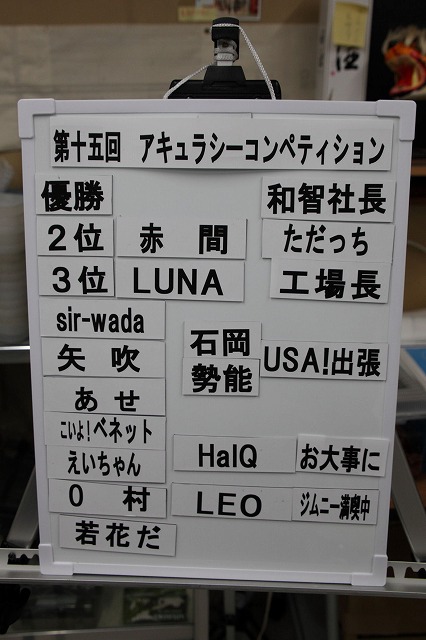 第十五回 アキュラシーコンペティション
優勝 和智社長
２位 赤間 ただっち
３位 LUNA 工場長
sir-wada
矢吹
あせ
こいよ!ベネット
えいちゃん
０村
若花だ
石岡
勢能
USA!出張
HalQ お大事に
LEO ジムニー満喫中